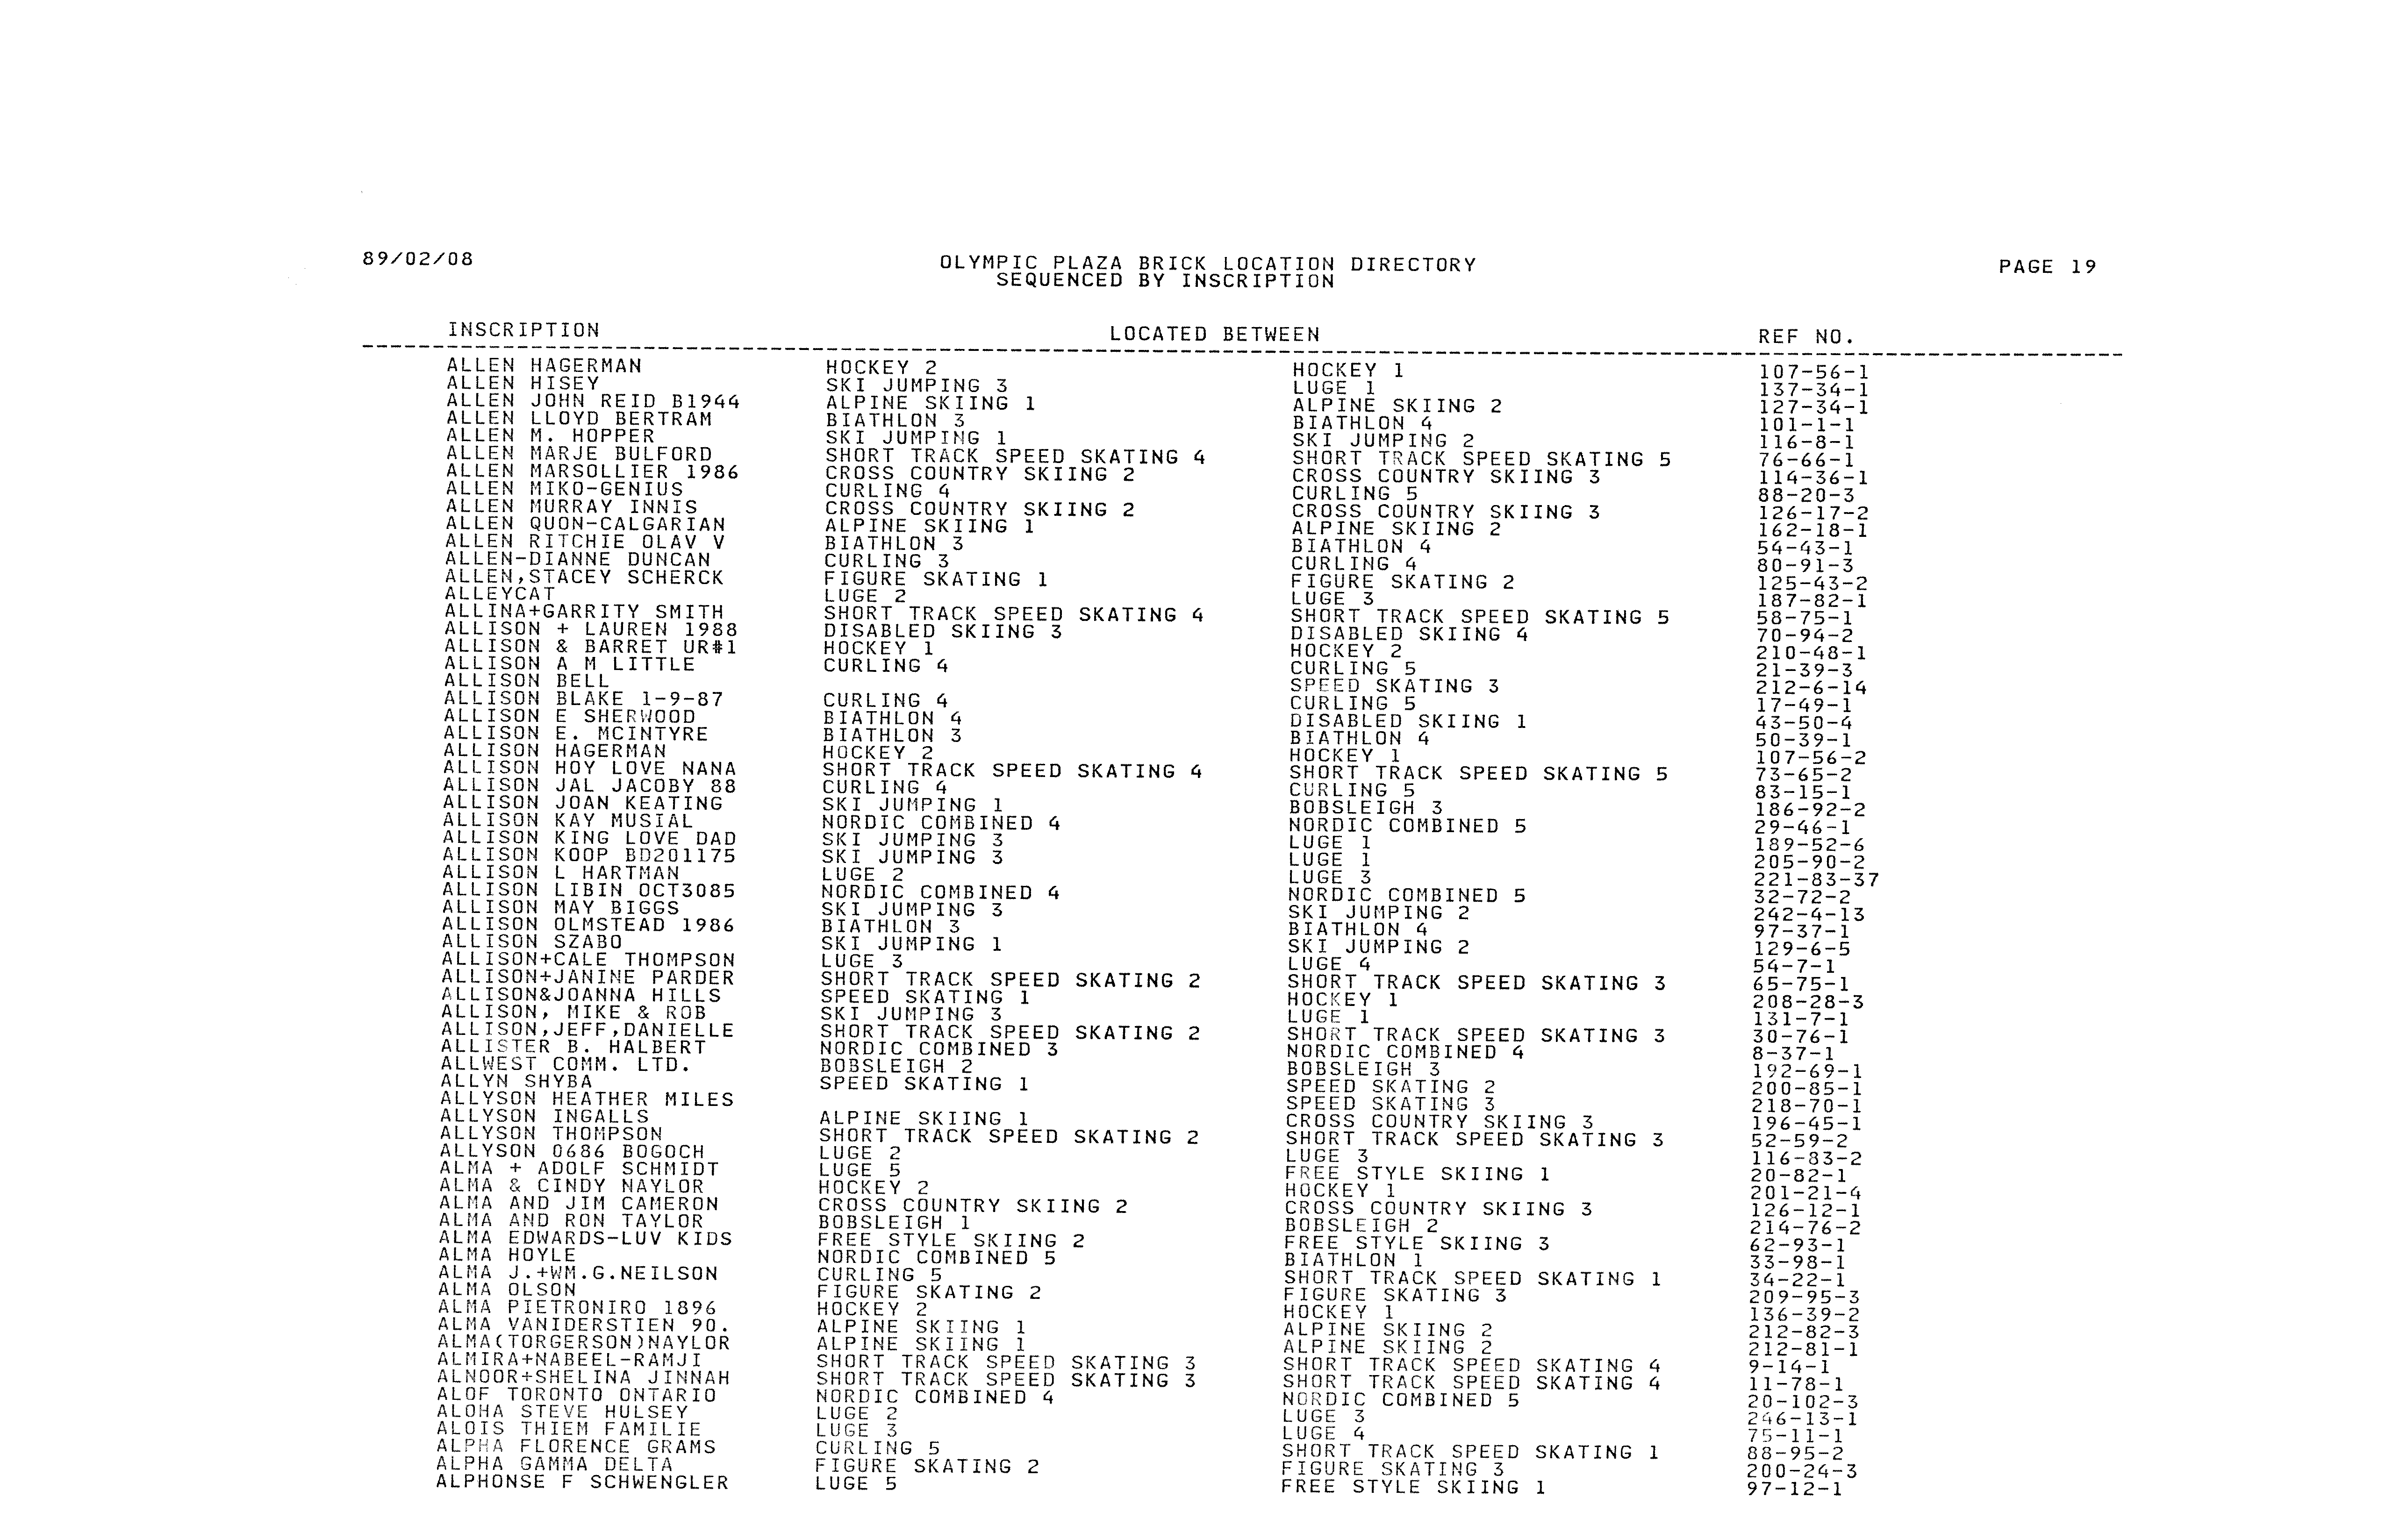 89/02/08 OLYMPIC PLAZA BRICK LOCATION DIRECTORY PAGE 19
SEQUENCED BY INSCRIPTION
INSCRIPTION LOCATED BETWEEN REF NO.
ALLEN HAGERMAN HOCKEY 2 HOCKEY 1 107-56-1
ALLEN HISEY SKI JUMPING 3 LUGE 1 137-34-1
ALLEN JOHN REID B1944 ALPINE SKIING 1 ALPINE SKIING 2 127-34-1
ALLEN LLOYD BERTRAM BIATHLON 3 BIATHLON 4 101-1-1
ALLEN M. HOPPER SKI JUMPING 1 SKI JUMPING 2 116-8-1
ALLEN MARJE BULFORD SHORT TRACK SPEED SKATING 4 SHORT TRACK SPEED SKATING 5 76-66-1
ALLEN MARSOLLIER 1986 CROSS COUNTRY SKIING 2 CROSS COUNTRY SKIING 3 114-36-1
ALLEN MIKO-GENIUS CURLING 4 CURLING 5 88-20-3
ALLEN MURRAY INNIS CROSS COUNTRY SKIING 2 CROSS COUNTRY SKIING 3 126-17-2
ALLEN QUON-CALGARIAN ALPINE SKIING 1 ALPINE SKIING 2 162-18-1
ALLEN RITCHIE OLAV V BIATHLON 3 BIATHLON 4 54-43-1
ALLEN-DIANNE DUNCAN CURLING 3 CURLING 4 80-91-3
ALLEN,STACEY SCHERCK FIGURE SKATING 1 FIGURE SKATING 2 125-43-2
ALLEYCAT LUGE 2 LUGE 3 187-82-1
ALLINA+GARRITY SMITH SHORT TRACK SPEED SKATING 4 SHORT TRACK SPEED SKATING 5 58-75-1
ALLISON + LAUREN 1988 DISABLED SKIING 3 DISABLED SKIING 4 70-94-2
ALLISON & BARRET UR#1 HOCKEY 1 HOCKEY 2 210-48-1
ALLISON A M LITTLE CURLING 4 CURLING 5 21-39-3
ALLISON BELL SPEED SKATING 3 212-6-14
ALLISON BLAKE 1-9-87 CURLING 4 CURLING 5 17-49-1
ALLISON E SHERWOOD BIATHLON 4 DISABLED SKIING 1 43-50-4
ALLISON E. MCINTYRE BIATHLON 3 BIATHLON 4 50-39-1
ALLISON HAGERMAN HOCKEY 2 HOCKEY 1 107-56-2
ALLISON HOY LOVE NANA SHORT TRACK SPEED SKATING 4 SHORT TRACK SPEED SKATING 5 73-65-2
ALLISON JAL JACOBY 88 CURLING 4 CURLING 5 83-15-1
ALLISON JOAN KEATING SKI JUMPING 1 BOBSLEIGH 3 186-92-2
ALLISON KAY MUSIAL NORDIC COMBINED 4 NORDIC COMBINED 5 29-46-1
ALLISON KING LOVE DAD SKI JUMPING 3 LUGE 1 189-52-6
ALLISON KOOP BD201175 SKI JUMPING 3 LUGE 1 205-90-2
ALLISON L HARTMAN LUGE 2 LUGE 3 221-83-37
ALLISON LIBIN OCT3085 NORDIC COMBINED 4 NORDIC COMBINED 5 32-72-2
ALLISON MAY BIGGS SKI JUMPING 3 SKI JUMPING 2 242-4-13
ALLISON OLMSTEAD 1986 BIATHLON 3 BIATHLON 4 97-37-1
ALLISON SZABO SKI JUMPING 1 SKI JUMPING 2 129-6-5
ALLISON+CALE THOMPSON LUGE 3 LUGE 4 54-7-1
ALLISON+JANINE PARDER SHORT TRACK SPEED SKATING 2 SHORT TRACK SPEED SKATING 3 65-75-1
ALLISON&JOANNA HILLS SPEED SKATING 1 HOCKEY 1 208-28-3
ALLISON, MIKE & ROB SKI JUMPING 3 LUGE 1 131-7-1
ALLISON,JEFF,DANIELLE SHORT TRACK SPEED SKATING 2 SHORT TRACK SPEED SKATING 3 30-76-1
ALLISTER B. HALBERT NORDIC COMBINED 3 NORDIC COMBINED 4 8-37-1
ALLWEST COMM. LTD. BOBSLEIGH 2 BOBSLEIGH 3 192-69-1
ALLYN SHYBA SPEED SKATING 1 SPEED SKATING 2 200-85-1
ALLYSON HEATHER MILES SPEED SKATING 3 218-70-1
ALLYSON INGALLS ALPINE SKIING 1 CROSS COUNTRY SKIING 3 196-45-1
ALLYSON THOMPSON SHORT TRACK SPEED SKATING 2 SHORT TRACK SPEED SKATING 3 52-59-2
ALLYSON 0686 BOGOCH LUGE 2 LUGE 3 116-83-2
ALMA + ADOLF SCHMIDT LUGE 5 FREE STYLE SKIING 1 20-82-1
ALMA & CINDY NAYLOR HOCKEY 2 HOCKEY 1 201-21-4
ALMA AND JIM CAMERON CROSS COUNTRY SKIING 2 CROSS COUNTRY SKIING 3 126-12-1
ALMA AND RON TAYLOR BOBSLEIGH 1 BOBSLEIGH 2 214-76-2
ALMA EDWARDS-LUV KIDS FREE STYLE SKIING 2 FREE STYLE SKIING 3 62-93-1
ALMA HOYLE NORDIC COMBINED 5 BIATHLON 1 33-98-1
ALMA J.+WM.G.NEILSON CURLING 5 SHORT TRACK SPEED SKATING 1 34-22-1
ALMA OLSON FIGURE SKATING 2 FIGURE SKATING 3 209-95-3
ALMA PIETRONIRO 1896 HOCKEY 2 HOCKEY 1 136-39-2
ALMA VANIDERSTIEN 90. ALPINE SKIING 1 ALPINE SKIING 2 212-82-3
ALMA(TORGERSON)NAYLOR ALPINE SKIING 1 ALPINE SKIING 2 212-81-1
ALMIRA+NABEEL-RAMJI SHORT TRACK SPEED SKATING 3 SHORT TRACK SPEED SKATING 4 9-14-1
ALNOOR+SHELINA JINNAH SHORT TRACK SPEED SKATING 3 SHORT TRACK SPEED SKATING 4 11-78-1
ALOF TORONTO ONTARIO NORDIC COMBINED 4 NORDIC COMBINED 5 20-102-3
ALOHA STEVE HULSEY LUGE 2 LUGE 3 246-13-1
ALOIS THIEM FAMILIE LUGE 3 LUGE 4 75-11-1
ALPHA FLORENCE GRAMS CURLING 5 SHORT TRACK SPEED SKATING 1 88-95-2
ALPHA GAMMA DELTA FIGURE SKATING 2 FIGURE SKATING 3 200-24-3
ALPHONSE F SCHWENGLER LUGE 5 FREE STYLE SKIING 1 97-12-1